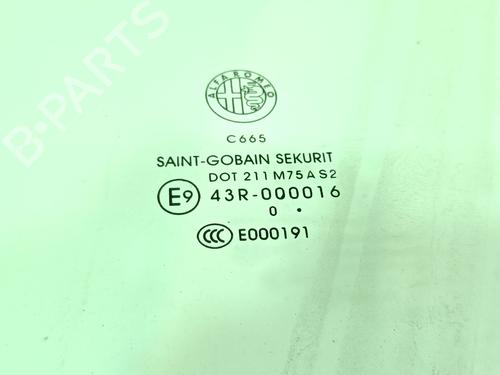 B-PARTS
ALFA ROMEO
C665
SAINT-GOBAIN SEKURIT
DOT 211 M75 A S2
E9 43R-000016
0 .
CCC E000191